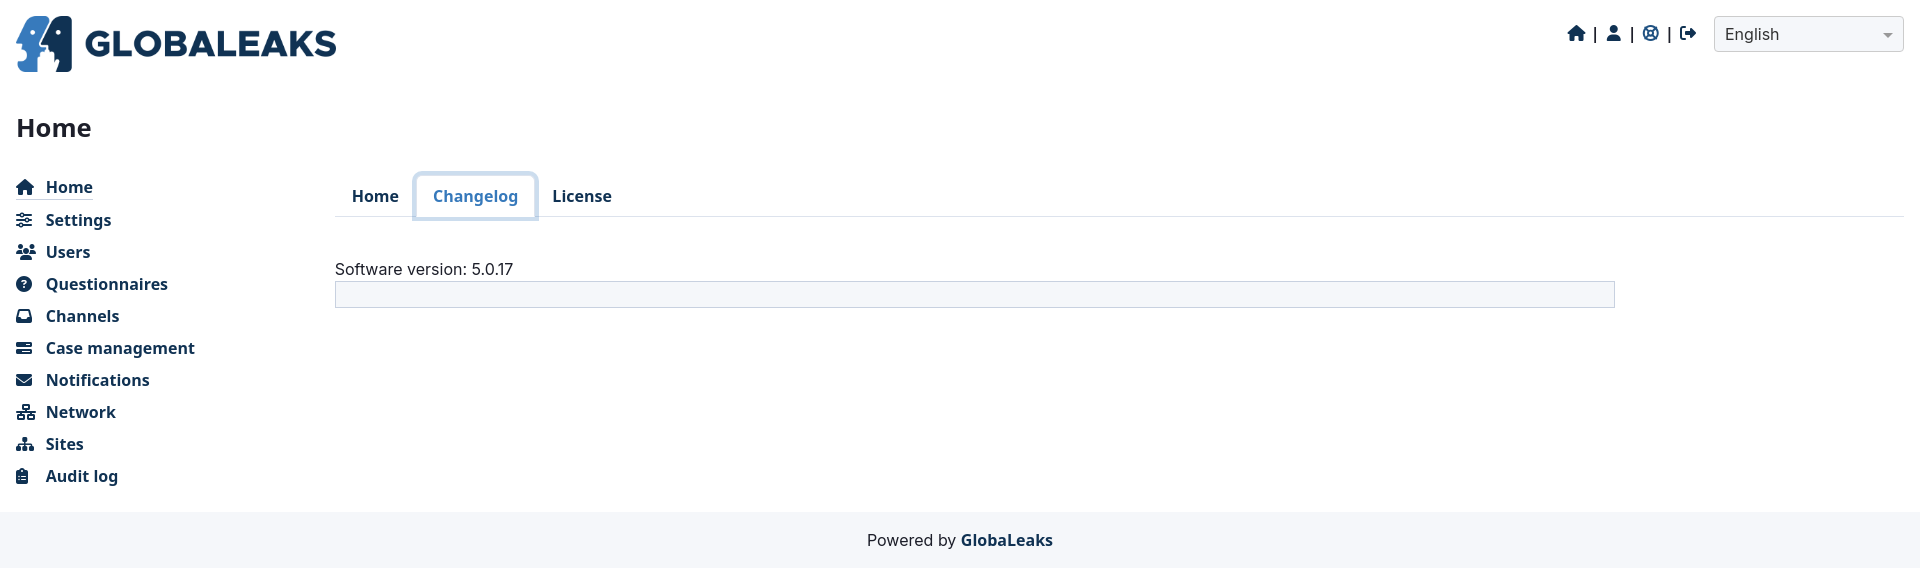 GLOBALEAKS
| | |
English
Home
Home
Settings
Users
Questionnaires
Channels
Case management
Notifications
Network
Sites
Audit log
Home Changelog License
Software version: 5.0.17
Powered by GlobaLeaks